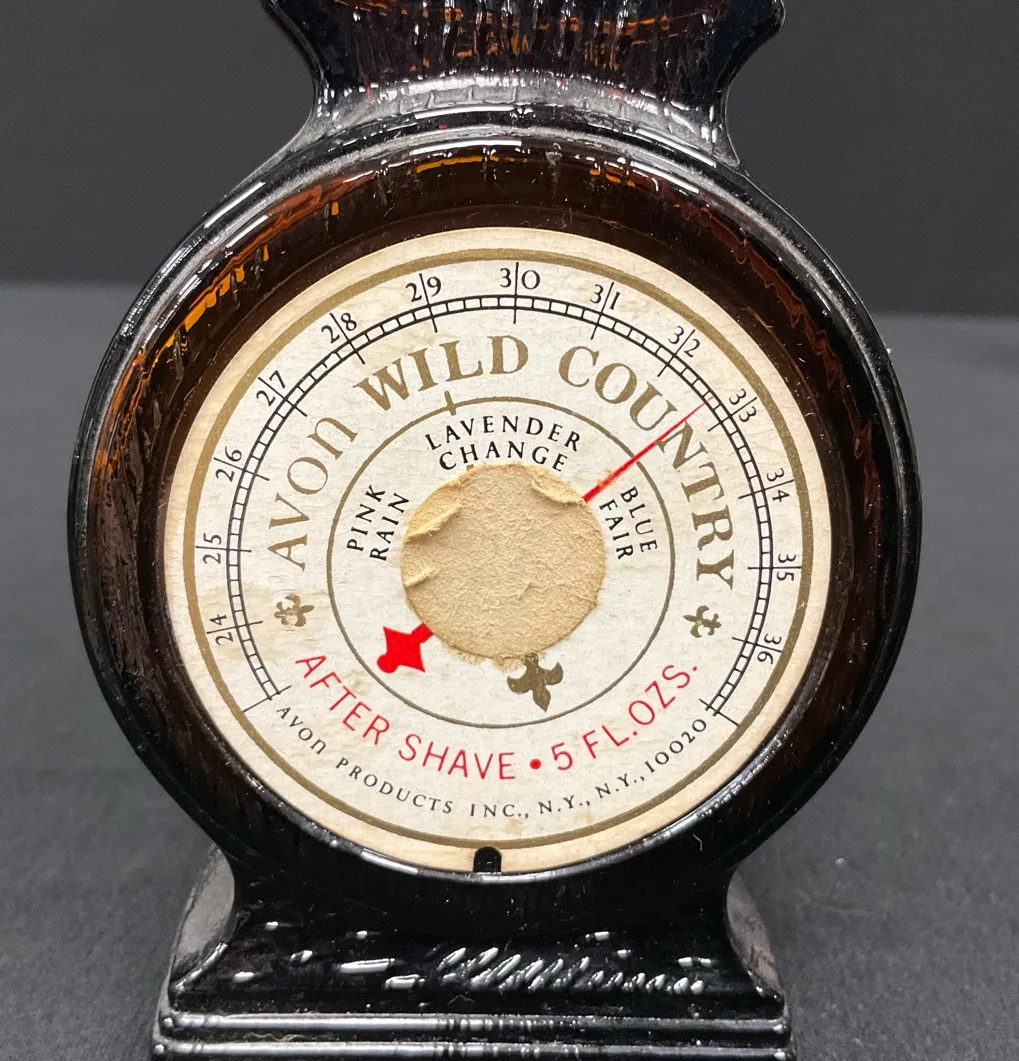 24 25 26 27 28 29 30 31 32 33 34 35 36
Avon WILD COUNTRY
LAVENDER
CHANGE
PINK
RAIN
BLUE
FAIR
AFTER SHAVE • 5 FL.OZS.
Avon PRODUCTS INC., N.Y., N.Y., 10020